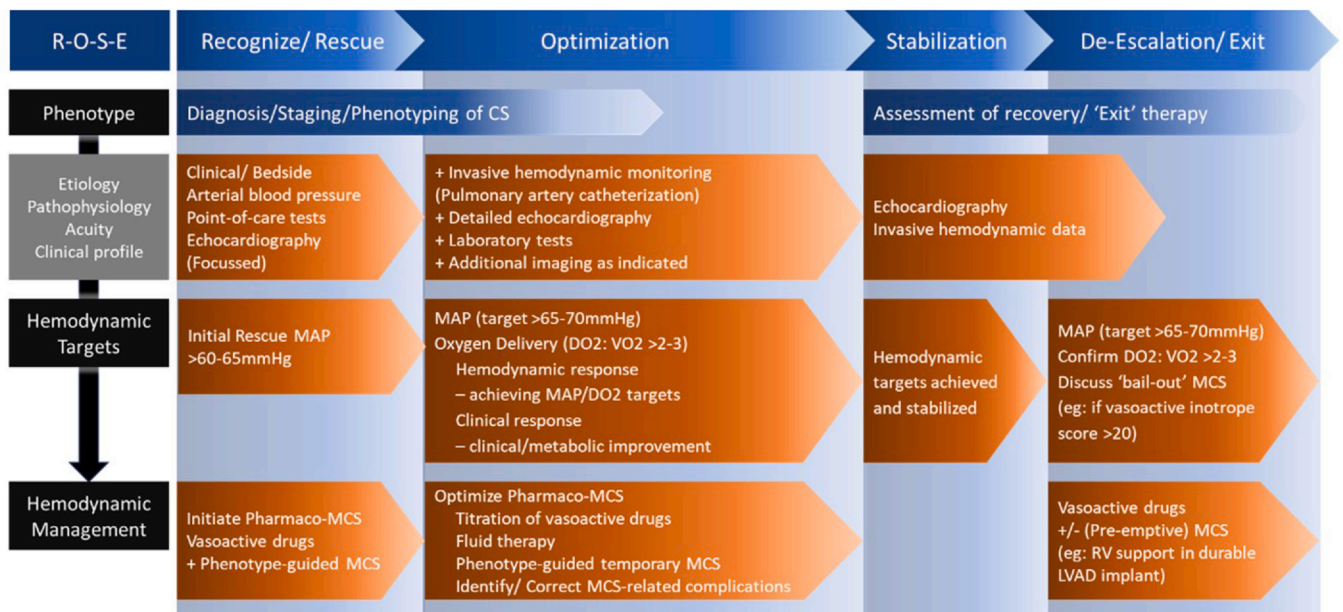 R-O-S-E
Recognize/ Rescue
Optimization
Stabilization
De-Escalation/ Exit
Phenotype
Diagnosis/Staging/Phenotyping of CS
Assessment of recovery/ ‘Exit’ therapy
Etiology
Pathophysiology
Acuity
Clinical profile
Clinical/ Bedside
Arterial blood pressure
Point-of-care tests
Echocardiography
(Focussed)
+ Invasive hemodynamic monitoring
(Pulmonary artery catheterization)
+ Detailed echocardiography
+ Laboratory tests
+ Additional imaging as indicated
Echocardiography
Invasive hemodynamic data
Hemodynamic
Targets
Initial Rescue MAP
>60-65mmHg
MAP (target >65-70mmHg)
Oxygen Delivery (DO2: VO2 >2-3)
Hemodynamic response
– achieving MAP/DO2 targets
Clinical response
– clinical/metabolic improvement
Hemodynamic
targets achieved
and stabilized
MAP (target >65-70mmHg)
Confirm DO2: VO2 >2-3
Discuss ‘bail-out’ MCS
(eg: if vasoactive inotrope
score >20)
Hemodynamic
Management
Initiate Pharmaco-MCS
Vasoactive drugs
+ Phenotype-guided MCS
Optimize Pharmaco-MCS
Titration of vasoactive drugs
Fluid therapy
Phenotype-guided temporary MCS
Identify/ Correct MCS-related complications
Vasoactive drugs
+/- (Pre-emptive) MCS
(eg: RV support in durable
LVAD implant)